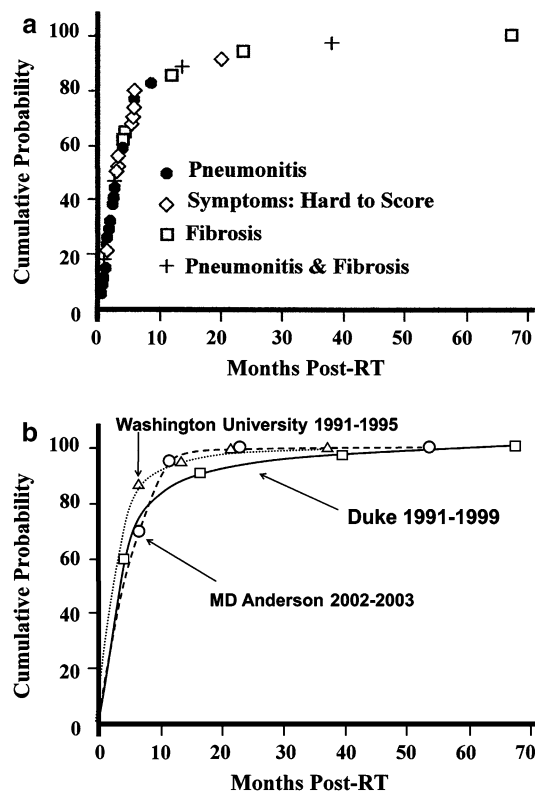 a
Cumulative Probability
100
80
60
40
20
0
Pneumonitis
Symptoms: Hard to Score
Fibrosis
Pneumonitis & Fibrosis
0 10 20 30 40 50 60 70
Months Post-RT
b
Cumulative Probability
Washington University 1991-1995
100
80
60
40
20
0
Duke 1991-1999
MD Anderson 2002-2003
0 10 20 30 40 50 60 70
Months Post-RT